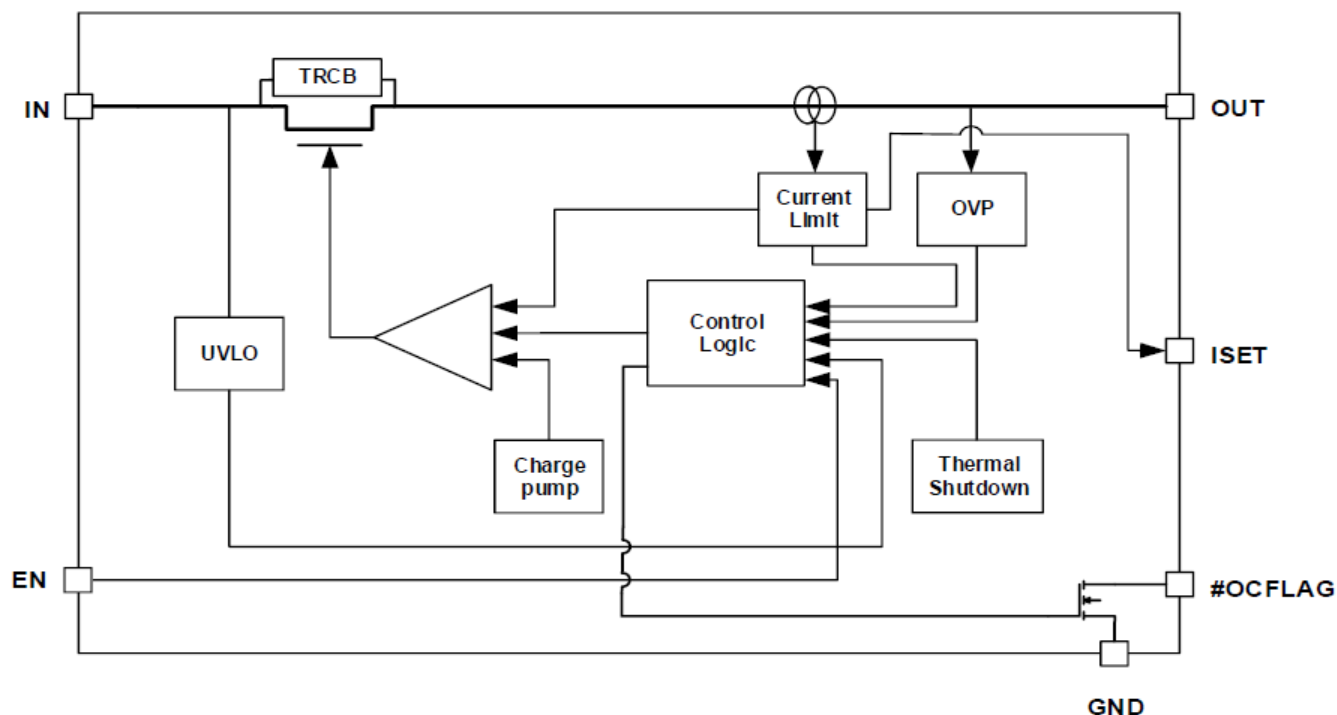 TRCB
IN
OUT
Current
Limit
OVP
Control
Logic
UVLO
ISET
Charge
pump
Thermal
Shutdown
EN
#OCFLAG
GND